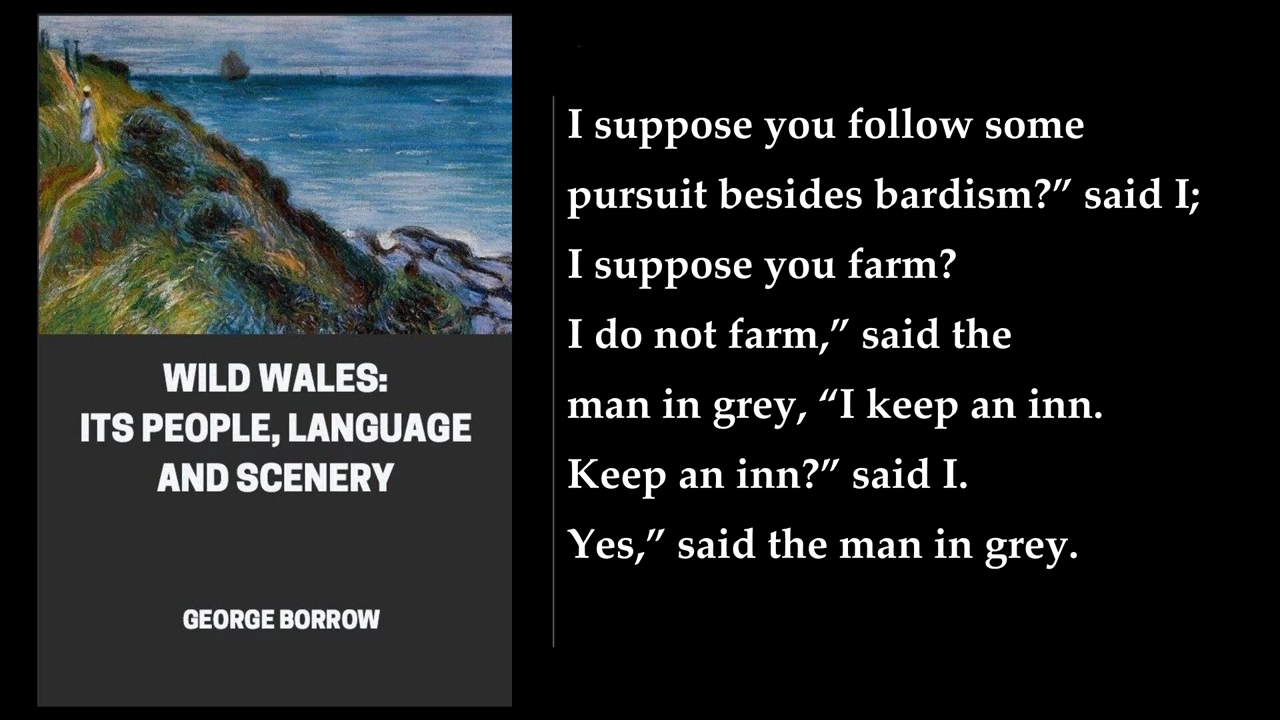 WILD WALES:
ITS PEOPLE, LANGUAGE
AND SCENERY
GEORGE BORROW
I suppose you follow some
pursuit besides bardism?” said I;
I suppose you farm?
I do not farm,” said the
man in grey, “I keep an inn.
Keep an inn?” said I.
Yes,” said the man in grey.